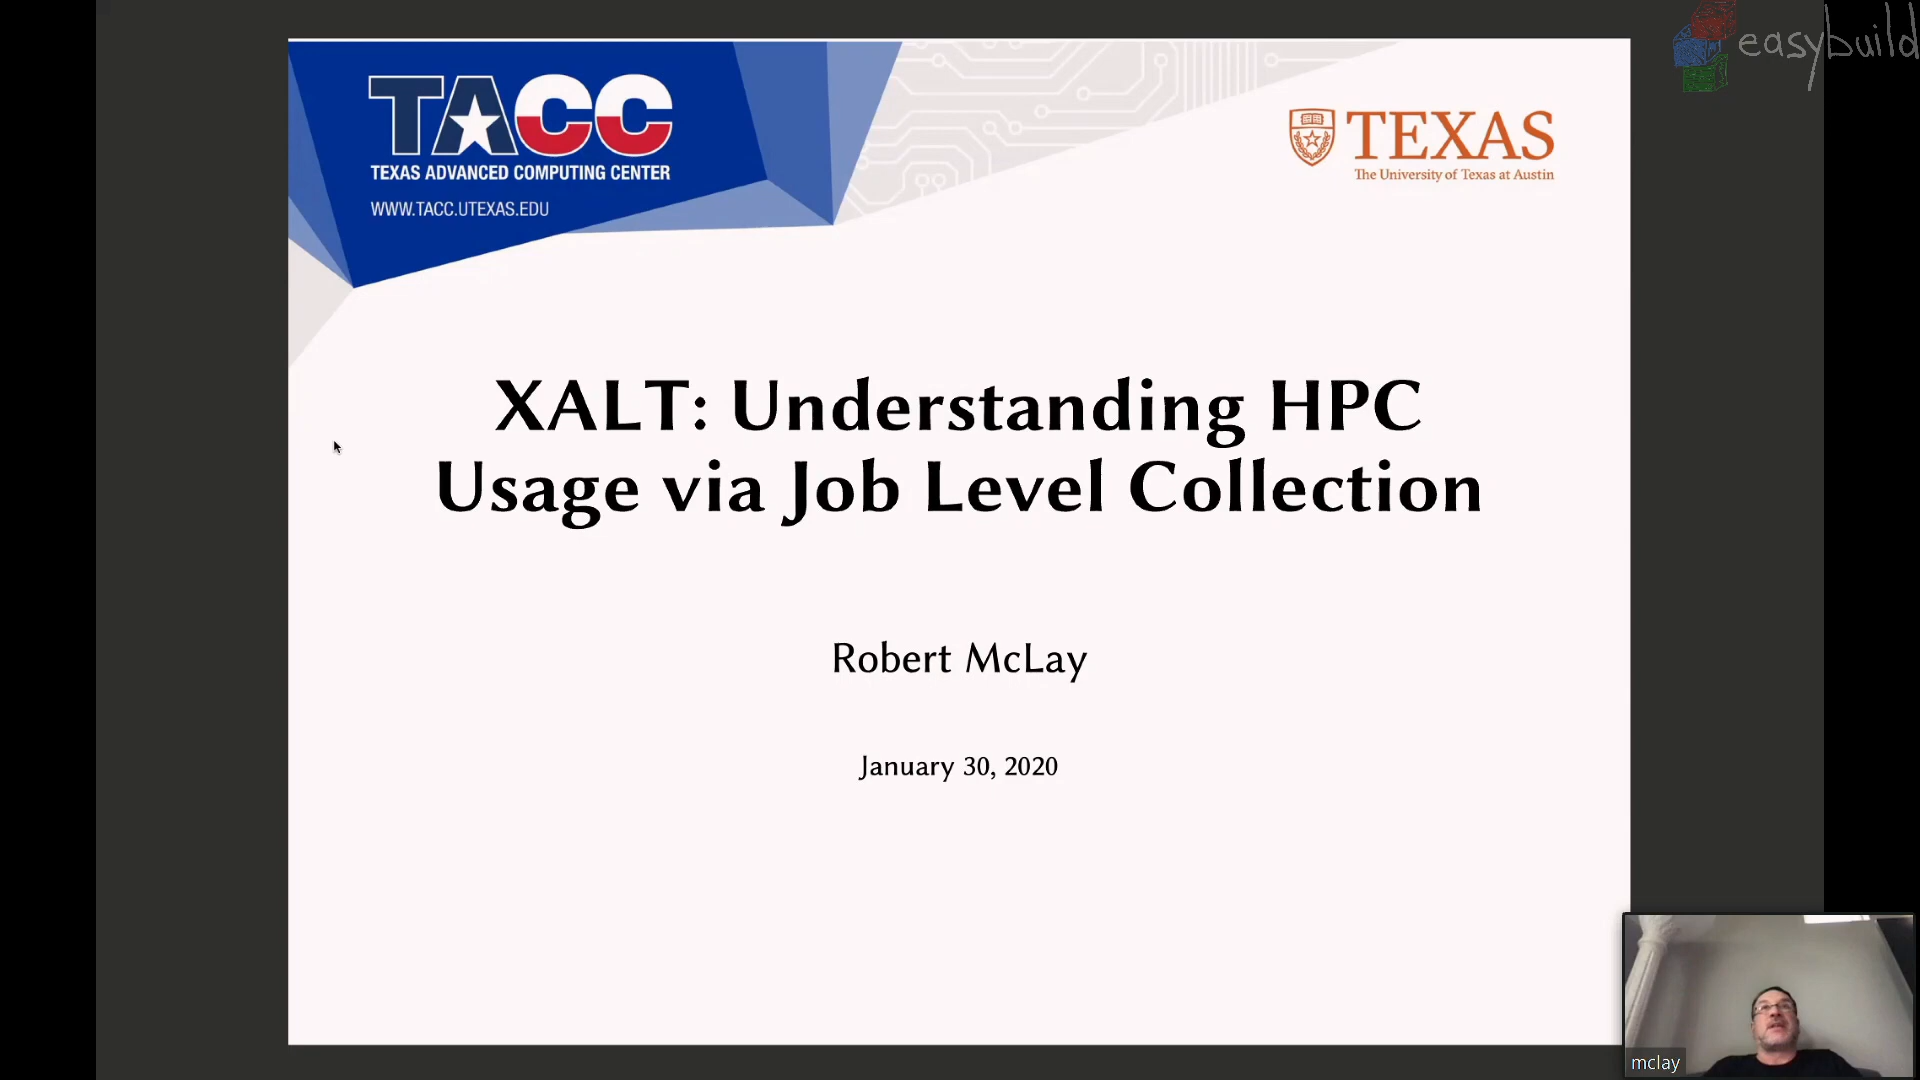 easybuild
TACC
TEXAS ADVANCED COMPUTING CENTER
WWW.TACC.UTEXAS.EDU
TEXAS
The University of Texas at Austin
XALT: Understanding HPC
Usage via Job Level Collection
Robert McLay
January 30, 2020
mclay